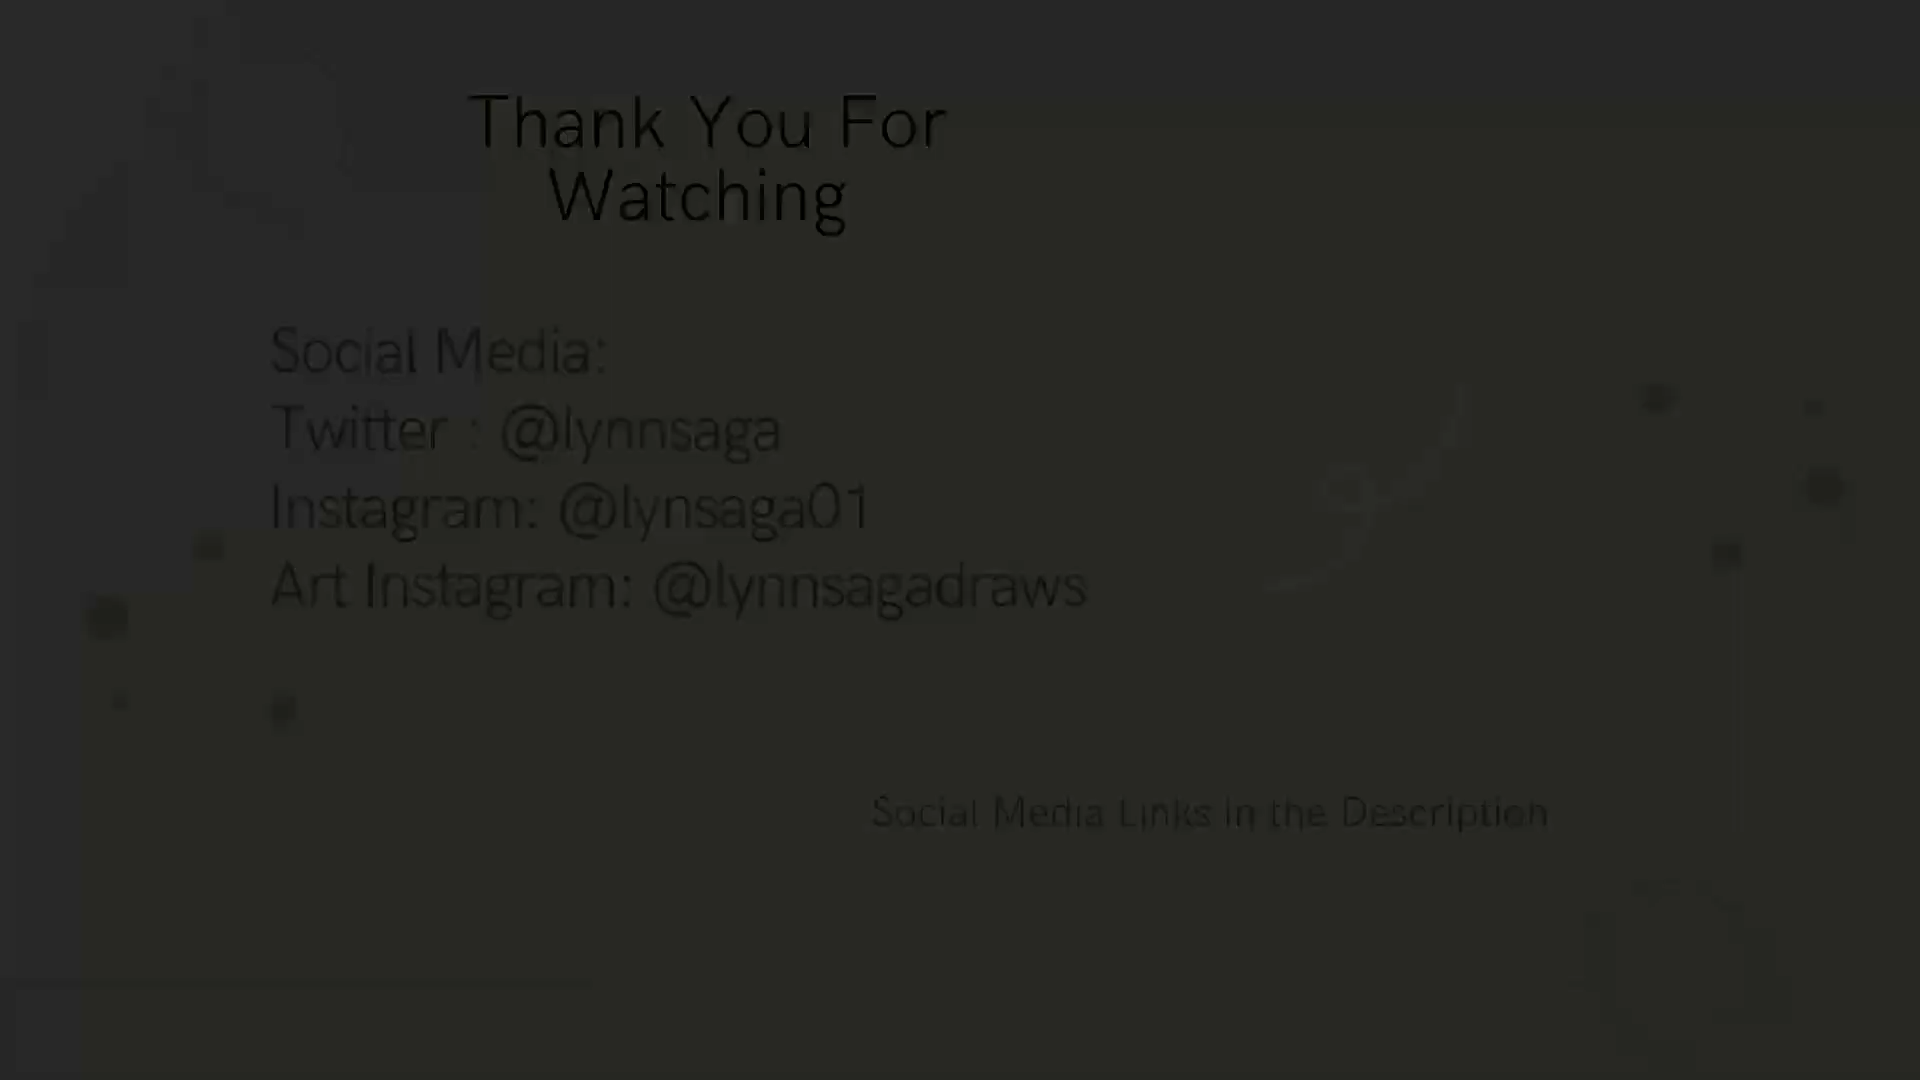 Thank You For
Watching
Social Media:
Twitter : @lynnsaga
Instagram: @lynsaga01
Art Instagram: @lynnsagadraws
Social Media Links in the Description